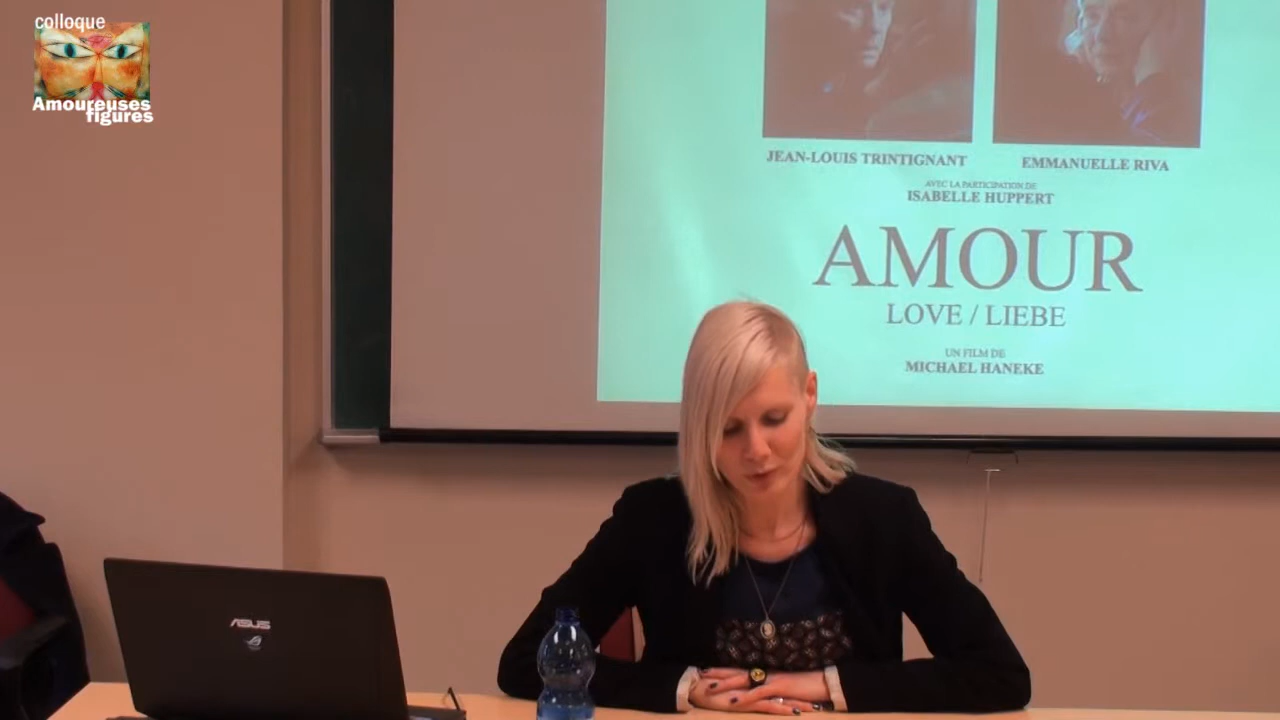 colloque
Amoureuses
figures
JEAN-LOUIS TRINTIGNANT
EMMANUELLE RIVA
AVEC LA PARTICIPATION DE
ISABELLE HUPPERT
AMOUR
LOVE / LIEBE
UN FILM DE
MICHAEL HANEKE
ASUS